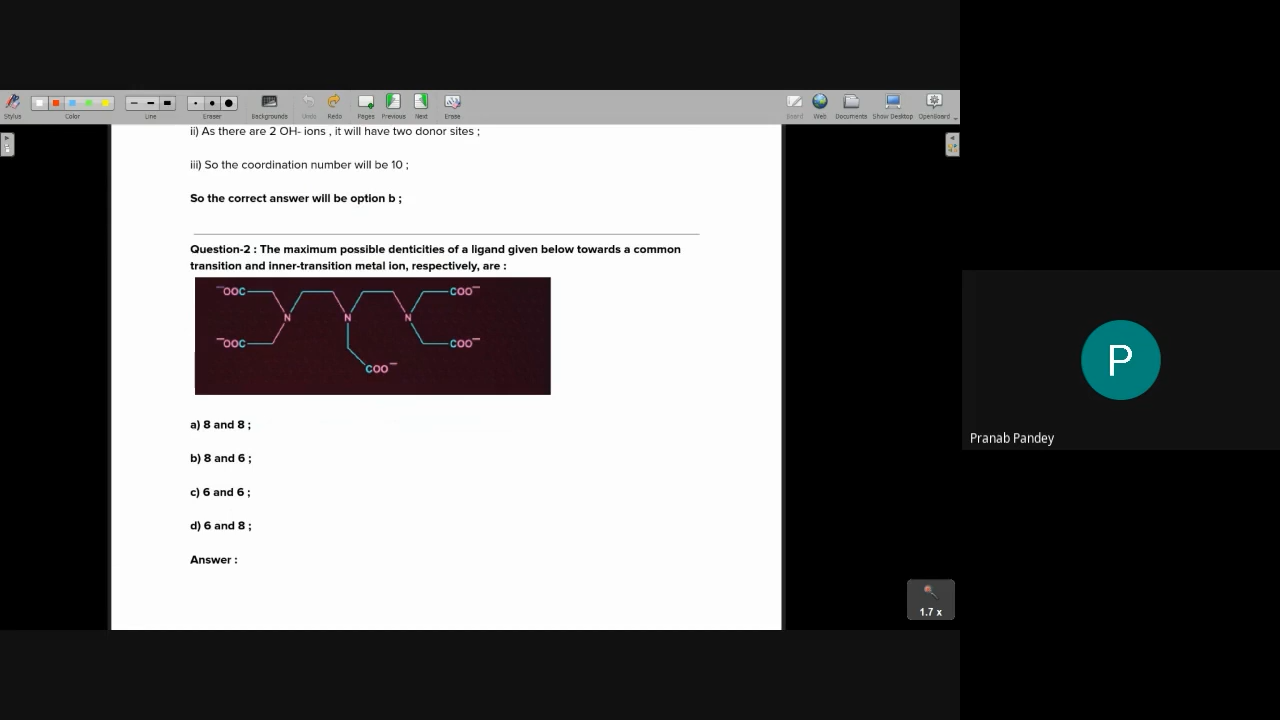 Stylus Color Line Eraser Backgrounds Undo Redo Pages Previous Next Erase Board Web Documents Show Desktop OpenBoard
ii) As there are 2 OH- ions , it will have two donor sites ;
iii) So the coordination number will be 10 ;
So the correct answer will be option b ;
Question-2 : The maximum possible denticities of a ligand given below towards a common
transition and inner-transition metal ion, respectively, are :
‾OOC COO‾
N N N
‾OOC COO‾
COO‾
a) 8 and 8 ;
b) 8 and 6 ;
c) 6 and 6 ;
d) 6 and 8 ;
Answer :
1.7 x
P
Pranab Pandey